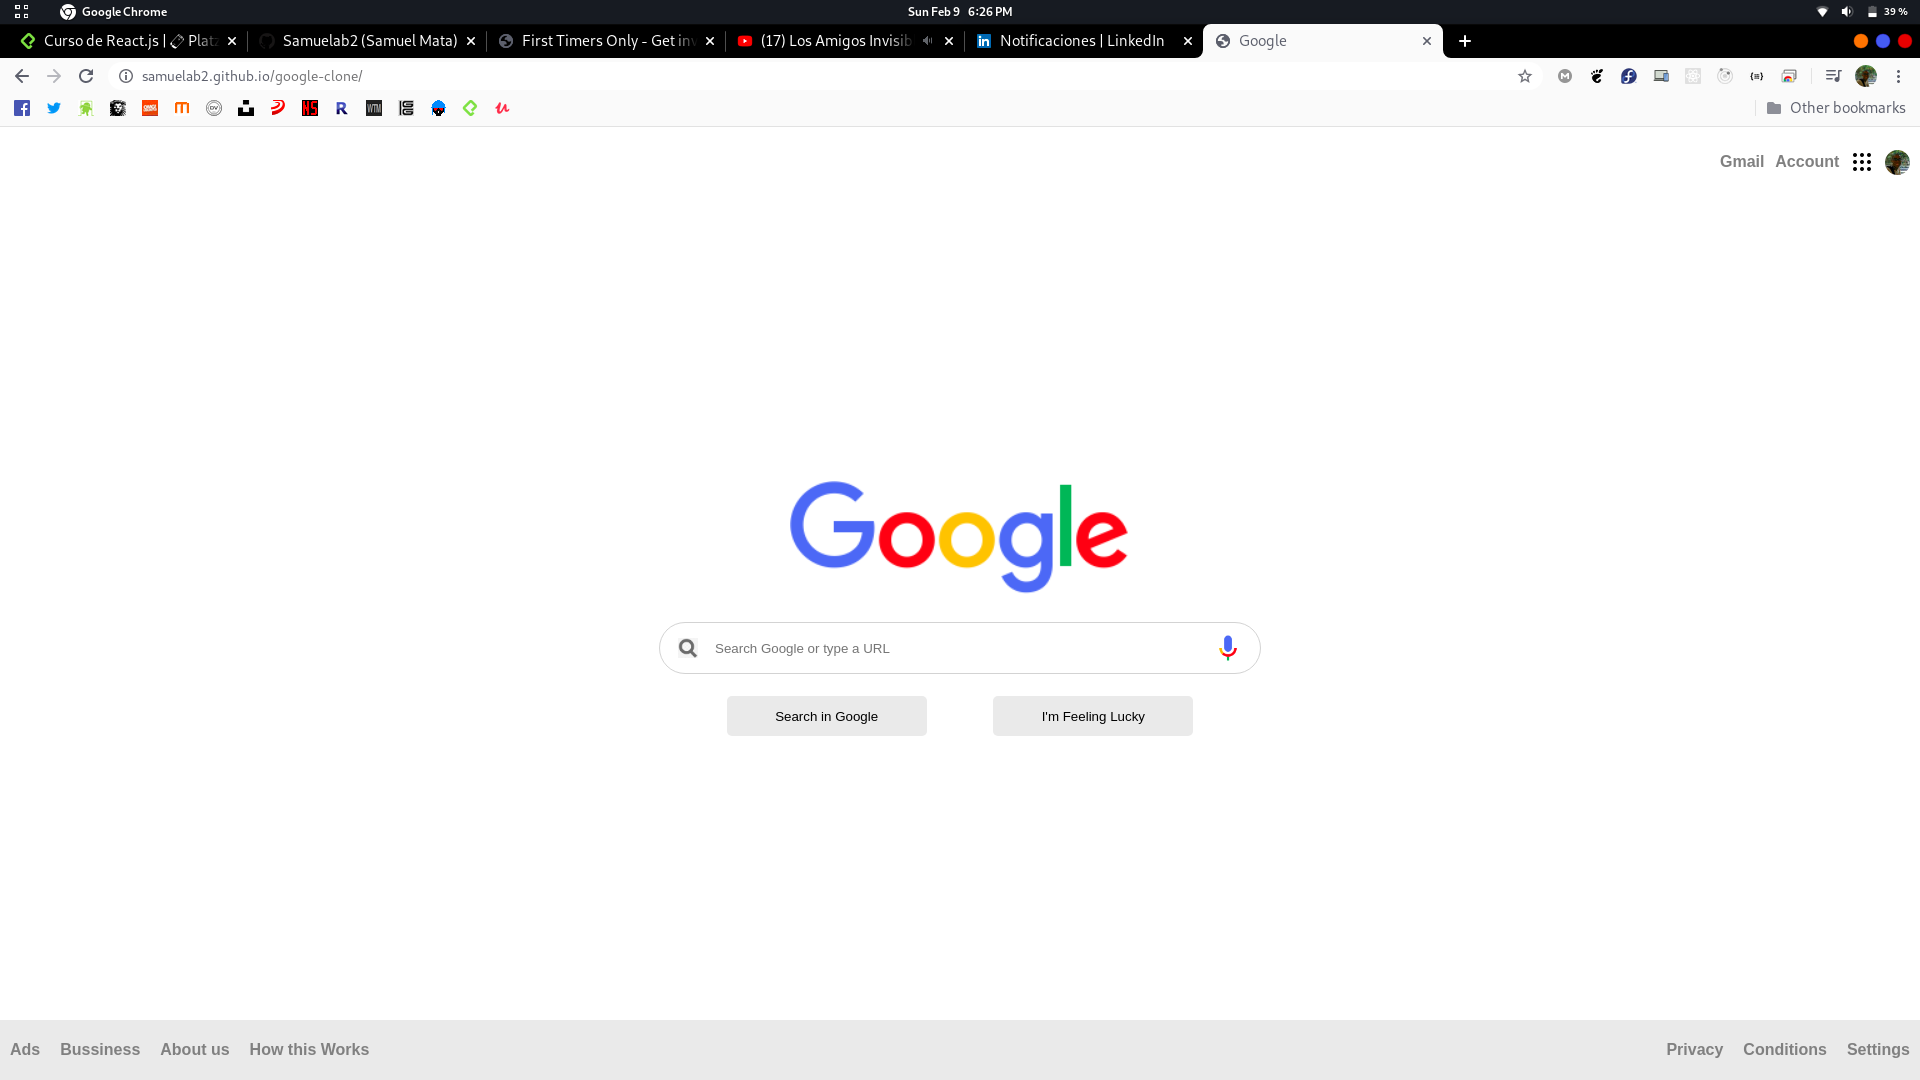 Google Chrome
Sun Feb 9 6:26 PM
39 %
Curso de React.js | Platz
Samuelab2 (Samuel Mata)
First Timers Only - Get inv
(17) Los Amigos Invisib
Notificaciones | LinkedIn
Google
samuelab2.github.io/google-clone/
Other bookmarks
Gmail Account
Google
Search Google or type a URL
Search in Google
I'm Feeling Lucky
Ads Bussiness About us How this Works
Privacy Conditions Settings